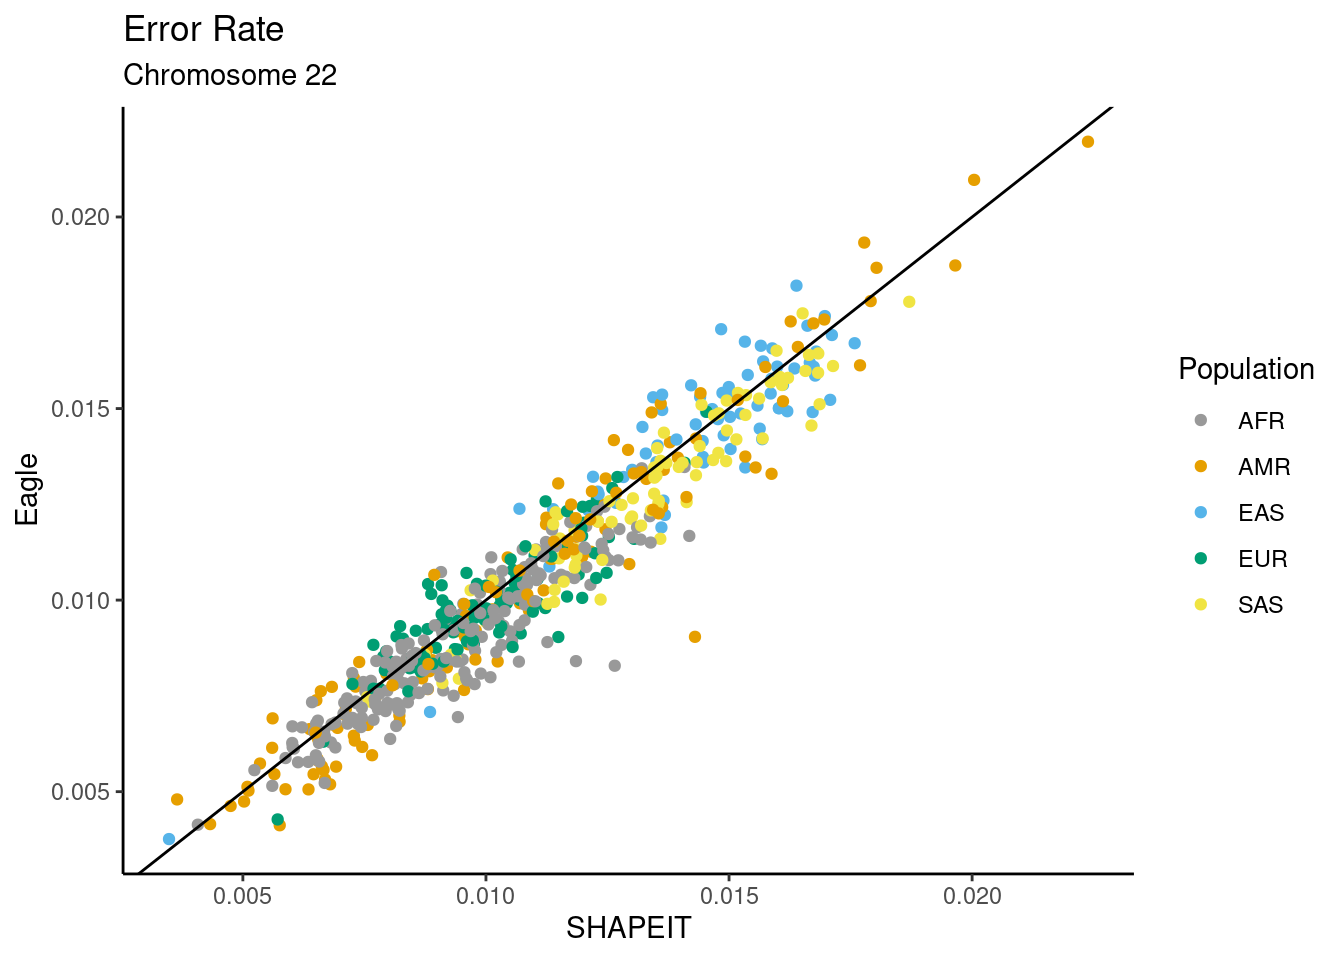 Error Rate
Chromosome 22
Eagle
0.020
0.015
0.010
0.005
0.005 0.010 0.015 0.020
SHAPEIT
Population
AFR
AMR
EAS
EUR
SAS